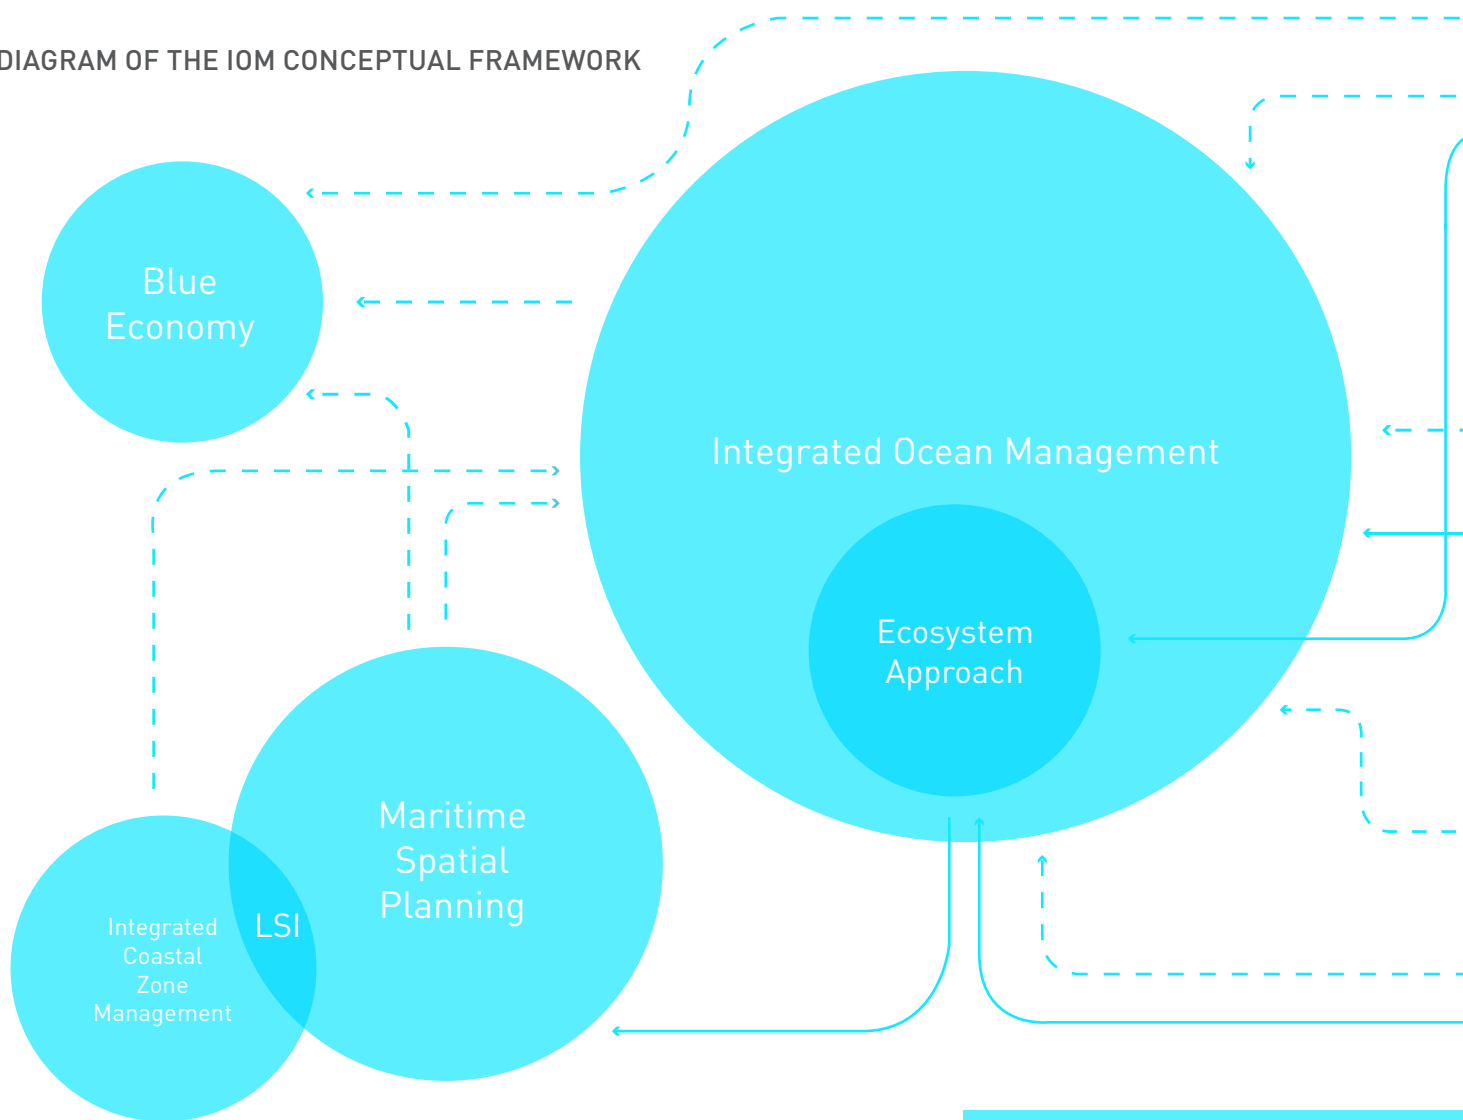 DIAGRAM OF THE IOM CONCEPTUAL FRAMEWORK
Blue
Economy
Integrated Ocean Management
Ecosystem
Approach
Maritime
Spatial
Planning
LSI
Integrated
Coastal
Zone
Management